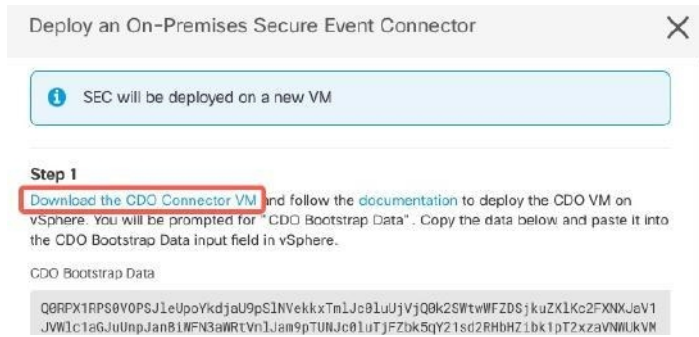 Deploy an On-Premises Secure Event Connector
SEC will be deployed on a new VM
Step 1
Download the CDO Connector VM and follow the documentation to deploy the CDO VM on
vSphere. You will be prompted for "CDO Bootstrap Data". Copy the data below and paste it into
the CDO Bootstrap Data input field in vSphere.
CDO Bootstrap Data